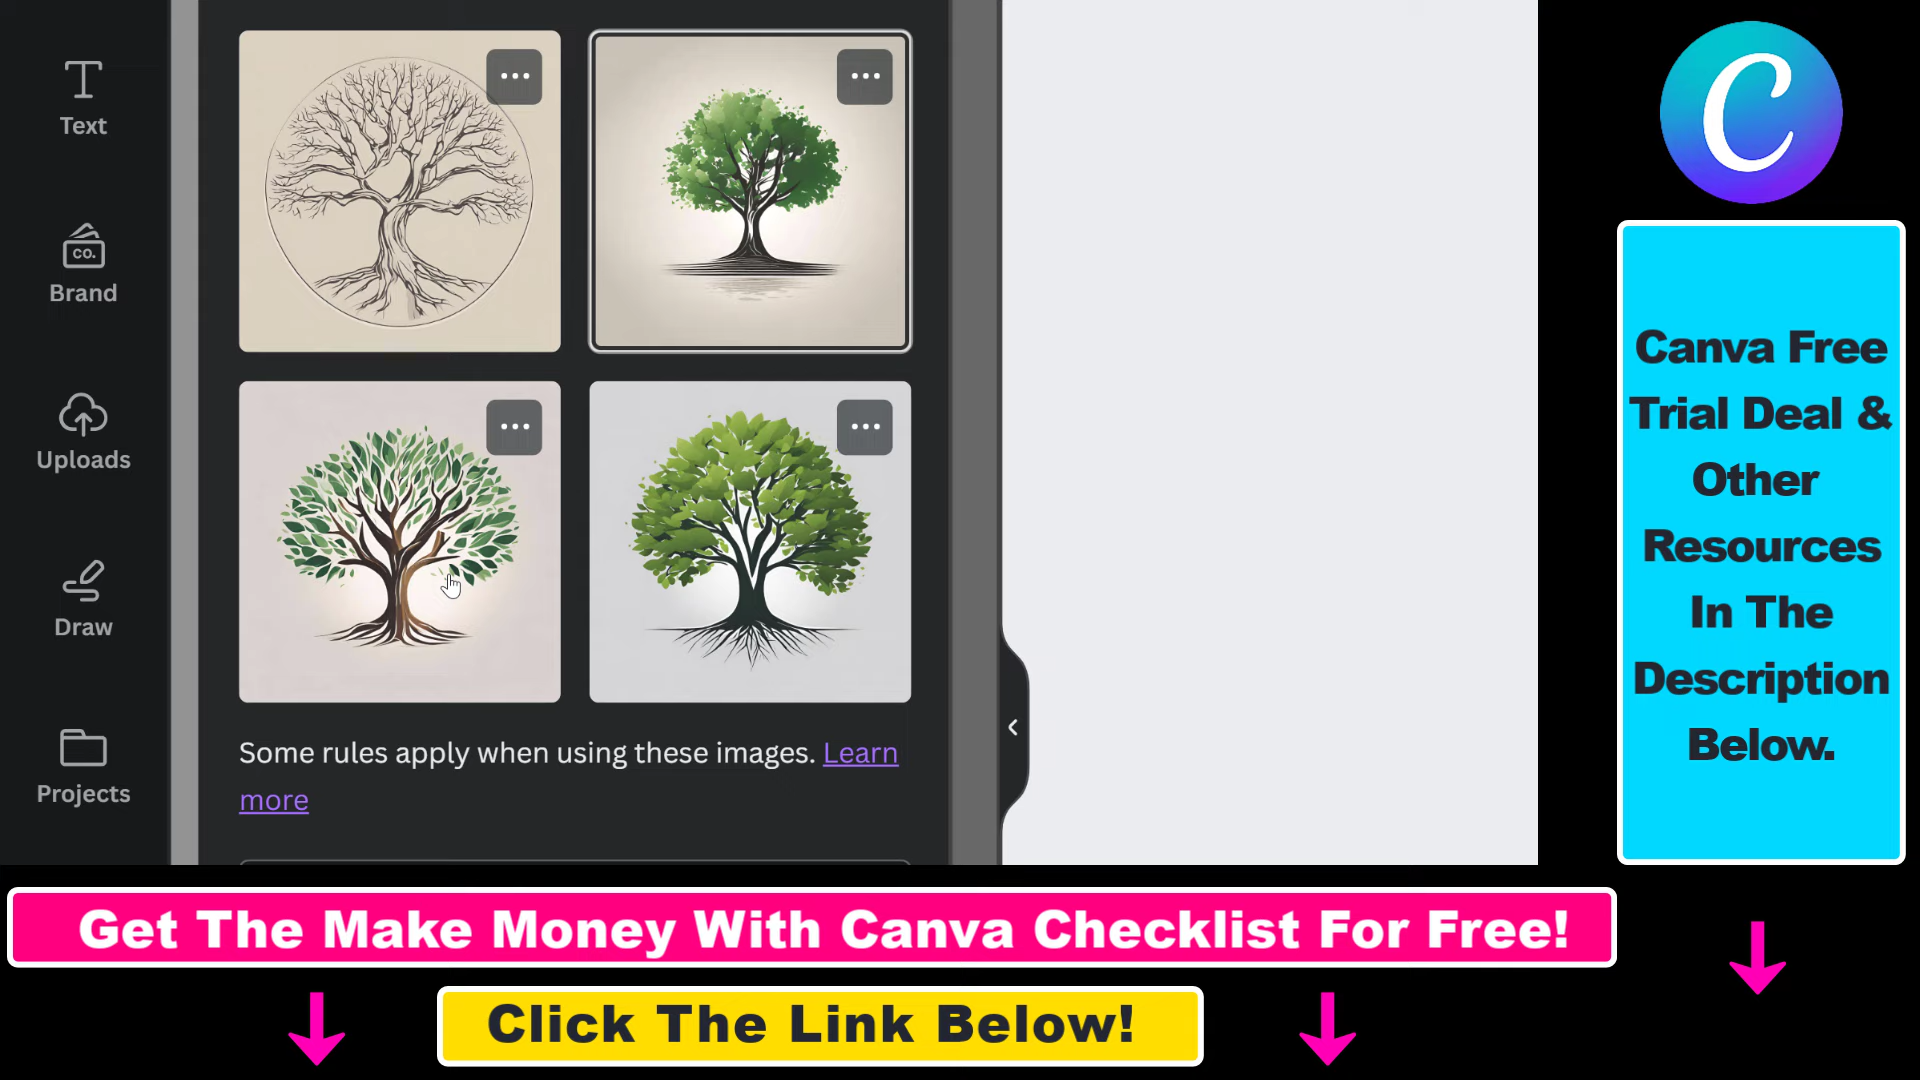 Text
CO.
Brand
Uploads
Draw
Projects
Some rules apply when using these images. Learn
more
C
Canva Free
Trial Deal &
Other
Resources
In The
Description
Below.
Get The Make Money With Canva Checklist For Free!
Click The Link Below!